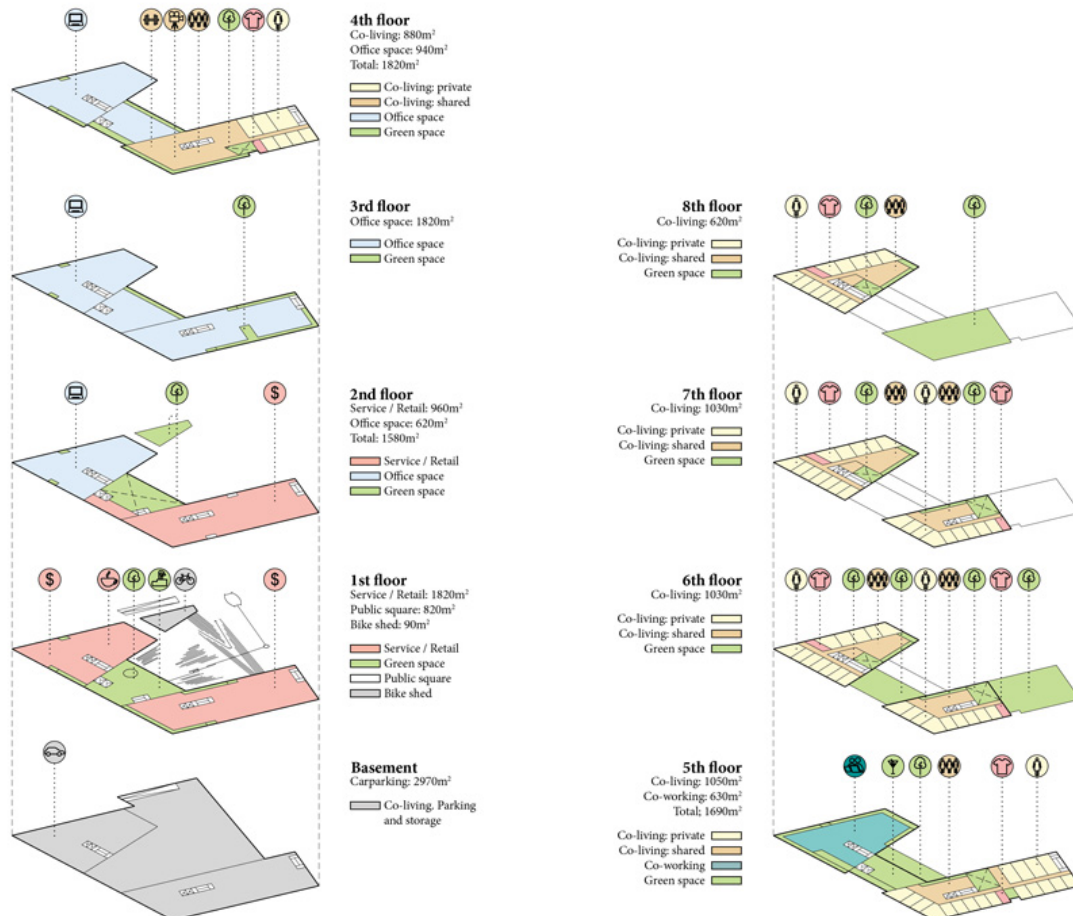 4th floor
Co-living: 880m²
Office space: 940m²
Total: 1820m²
Co-living: private
Co-living: shared
Office space
Green space
3rd floor
Office space: 1820m²
Office space
Green space
2nd floor
Service / Retail: 960m²
Office space: 620m²
Total: 1580m²
Service / Retail
Office space
Green space
$
1st floor
Service / Retail: 1820m²
Public square: 820m²
Bike shed: 90m²
Service / Retail
Green space
Public square
Bike shed
$
$
Basement
Carparking: 2970m²
Co-living. Parking
and storage
8th floor
Co-living: 620m²
Co-living: private
Co-living: shared
Green space
7th floor
Co-living: 1030m²
Co-living: private
Co-living: shared
Green space
6th floor
Co-living: 1030m²
Co-living: private
Co-living: shared
Green space
5th floor
Co-living: 1050m²
Co-working: 630m²
Total; 1690m²
Co-living: private
Co-living: shared
Co-working
Green space